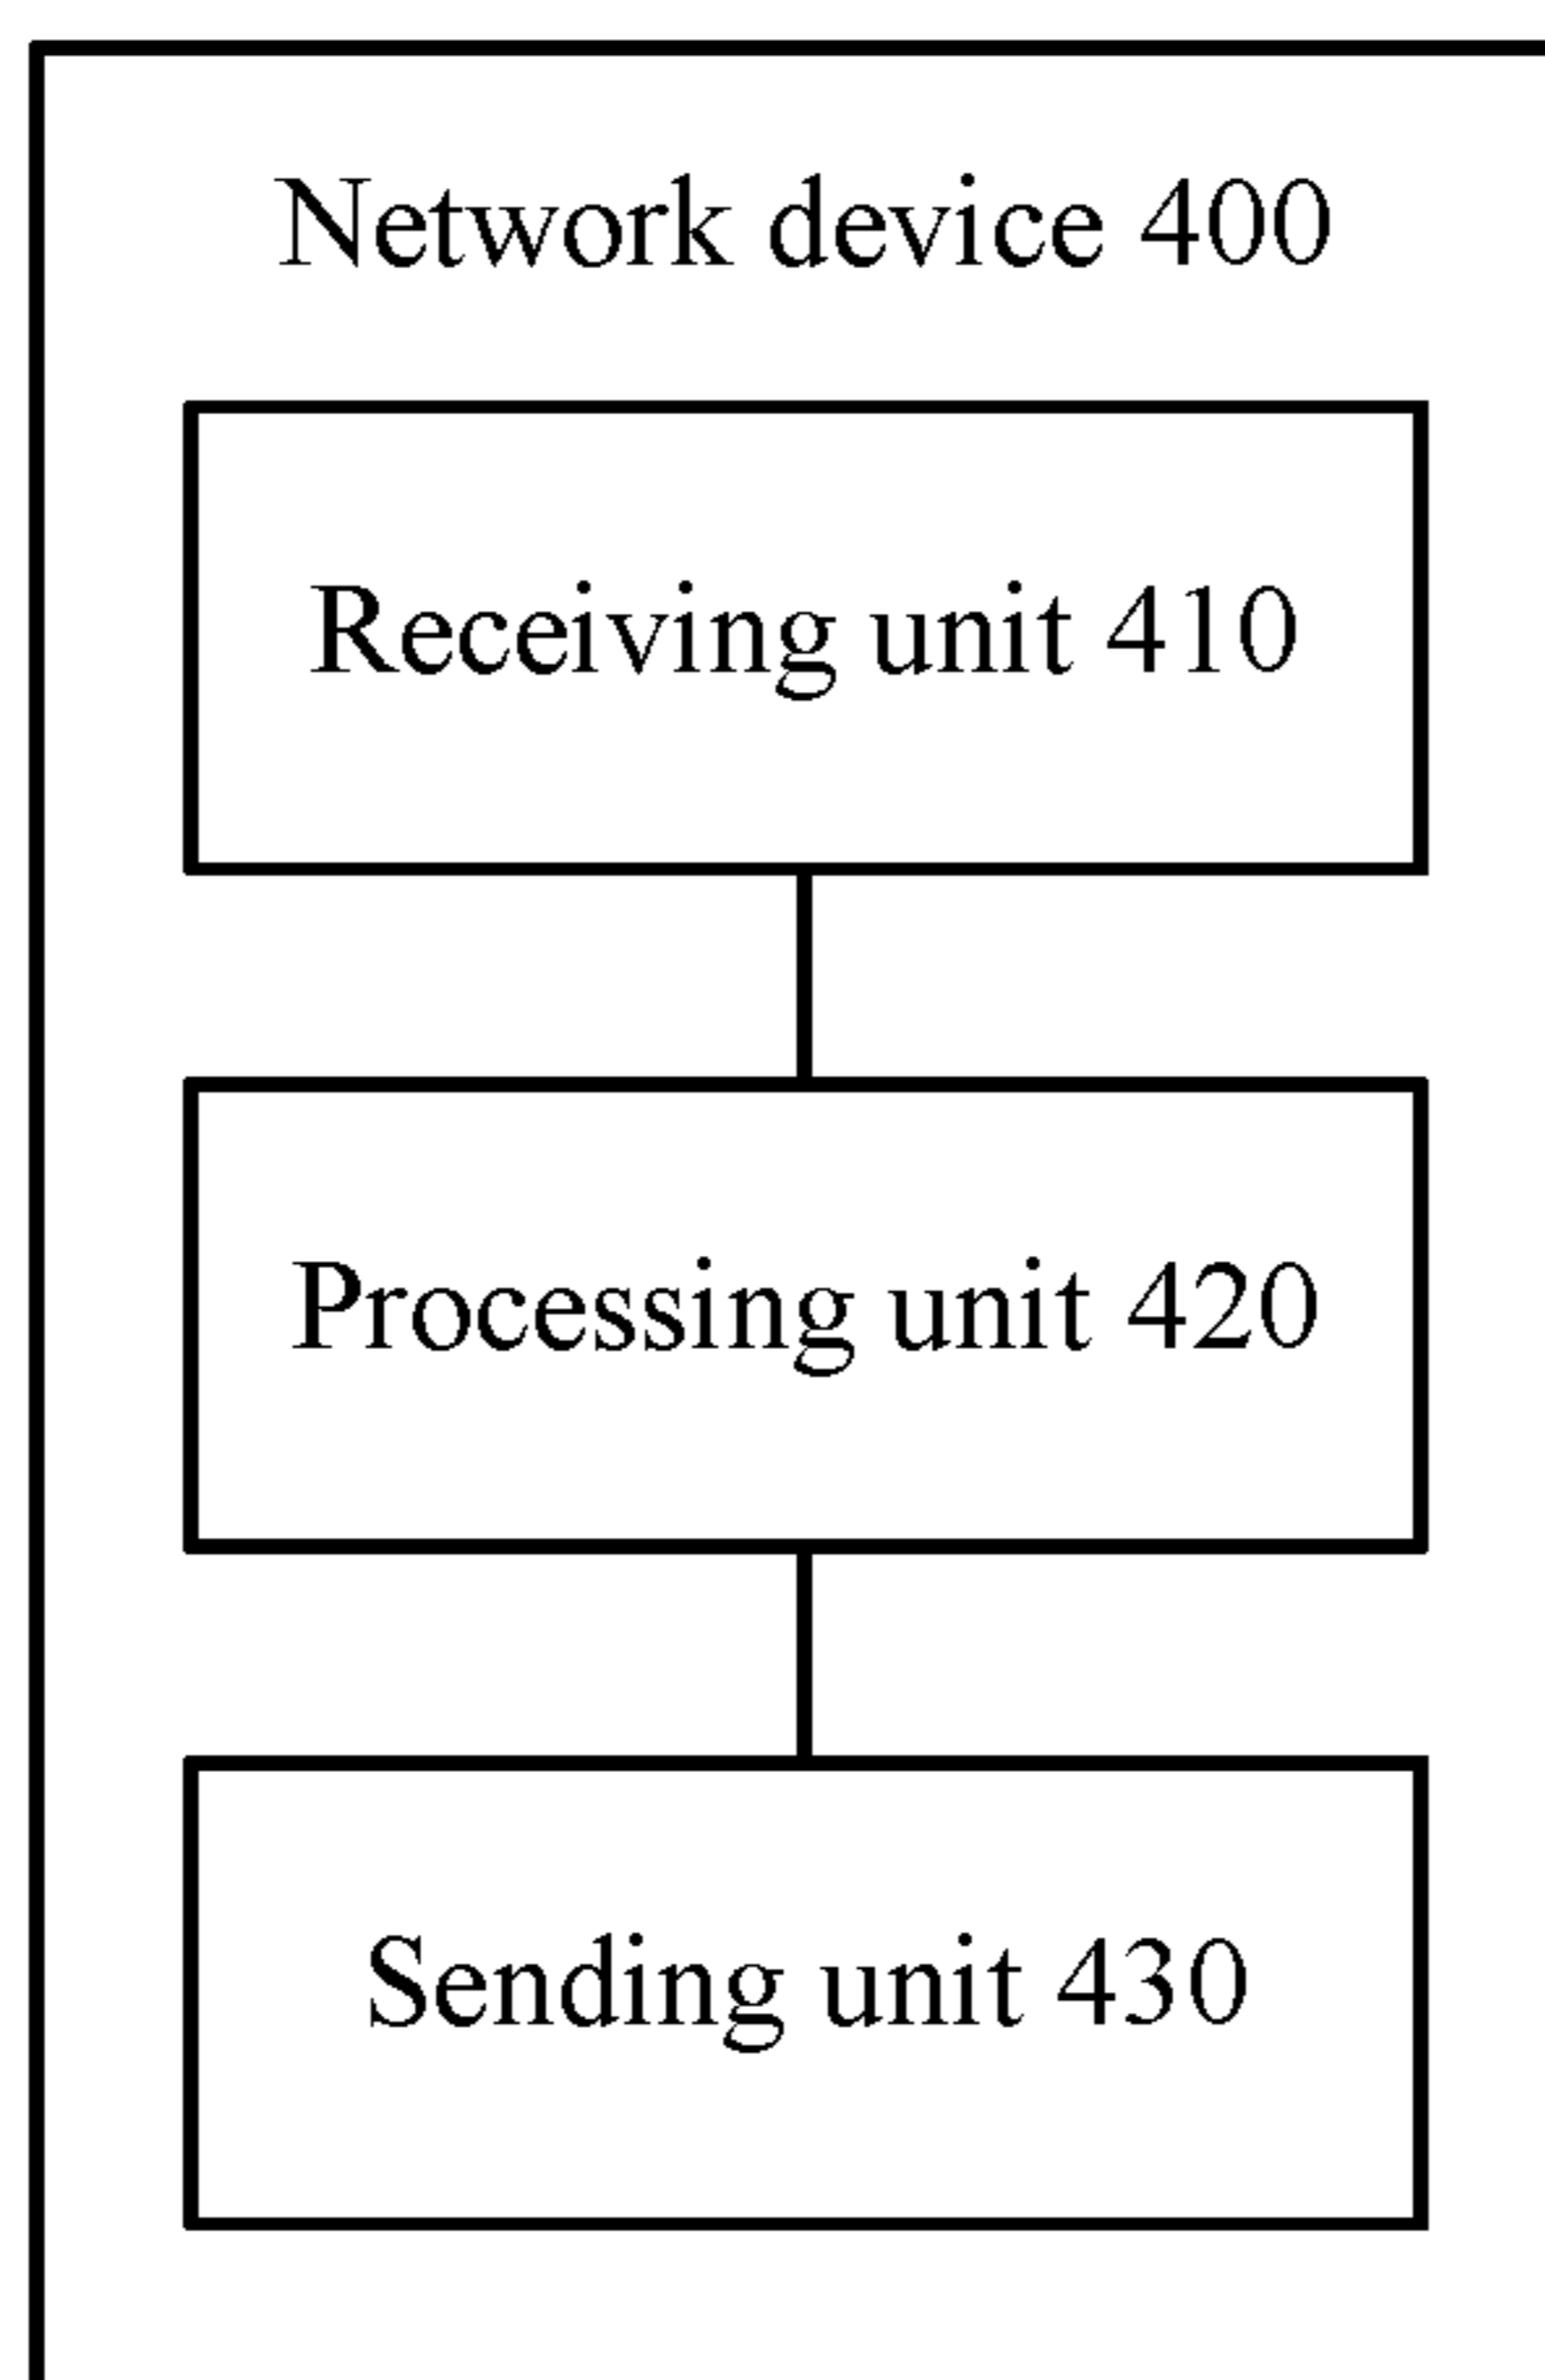 Network device 400
Receiving unit 410
Processing unit 420
Sending unit 430